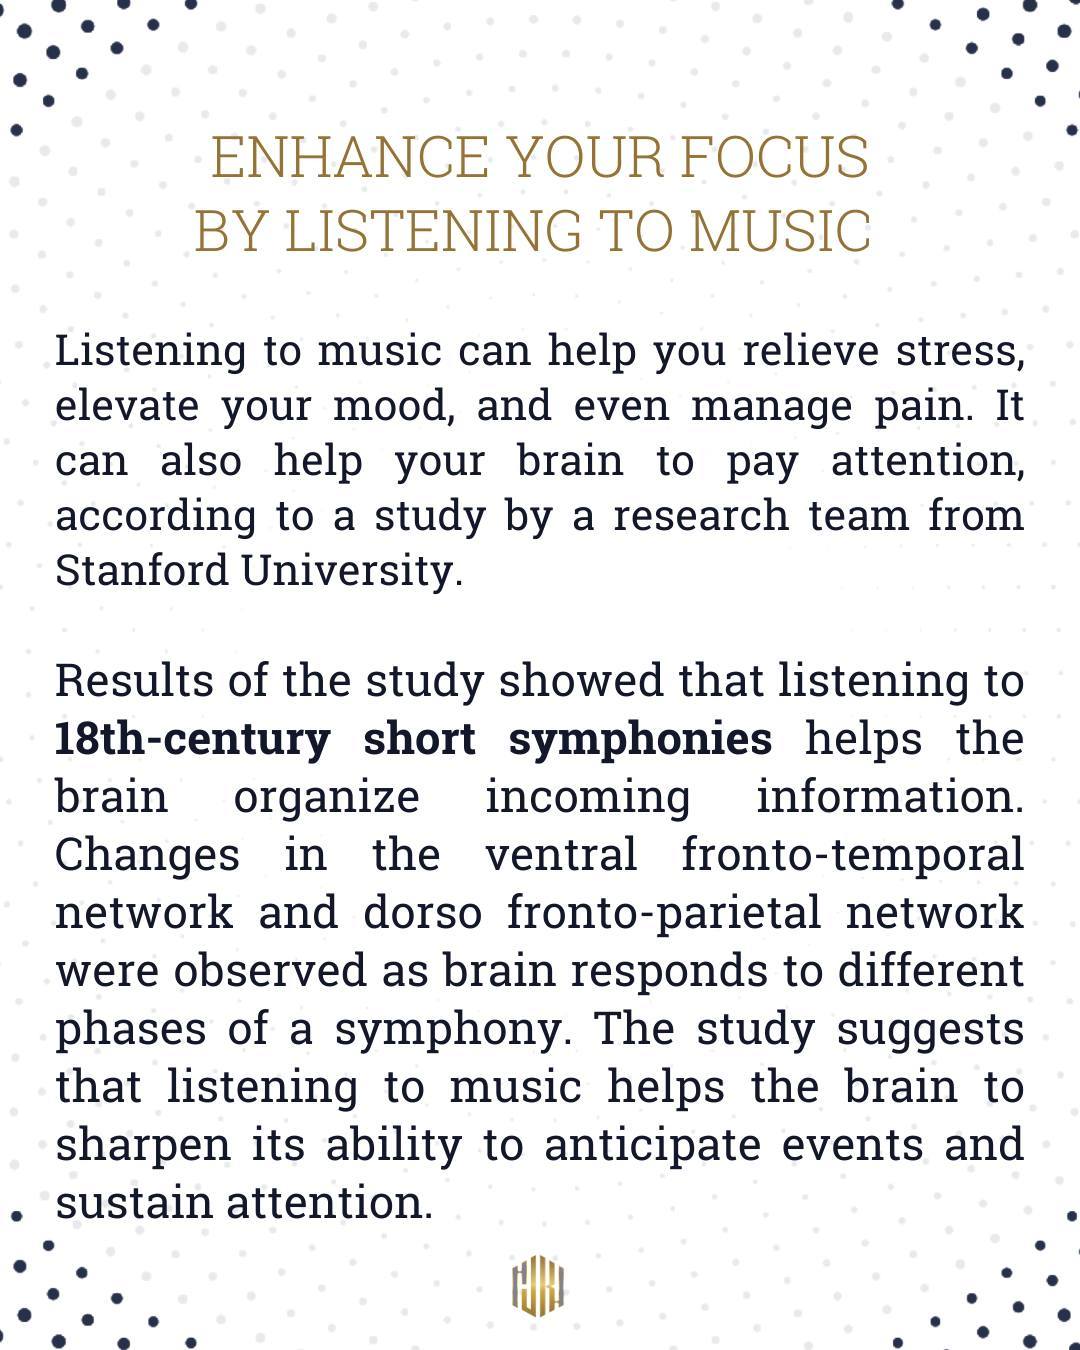 ENHANCE YOUR FOCUS
BY LISTENING TO MUSIC
Listening to music can help you relieve stress,
elevate your mood, and even manage pain. It
can also help your brain to pay attention,
according to a study by a research team from
Stanford University.
Results of the study showed that listening to
18th-century short symphonies helps the
brain organize incoming information.
Changes in the ventral fronto-temporal
network and dorso fronto-parietal network
were observed as brain responds to different
phases of a symphony. The study suggests
that listening to music helps the brain to
sharpen its ability to anticipate events and
sustain attention.